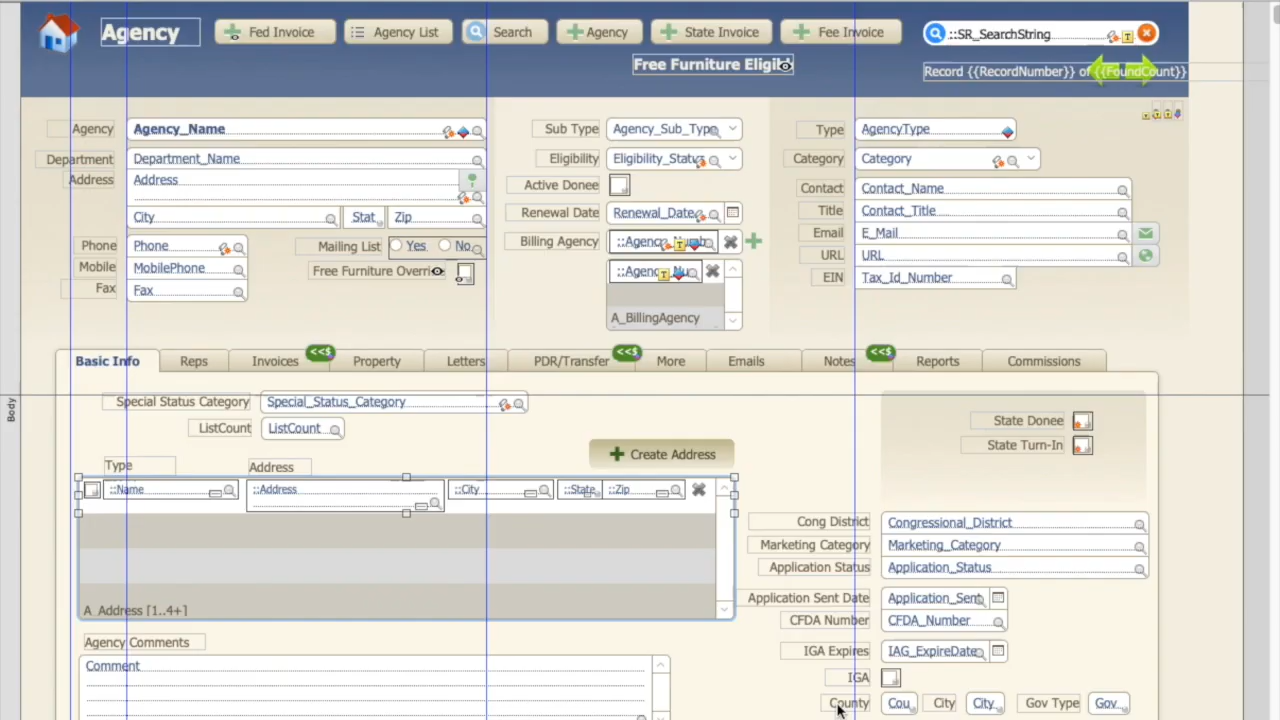 Agency
Fed Invoice
Agency List
Search
Agency
State Invoice
Fee Invoice
::SR_SearchString
Record {{RecordNumber}} of {{FoundCount}}
Agency Agency_Name
Department Department_Name
Address Address
City Stat Zip
Phone Phone
Mobile MobilePhone
Fax Fax
Mailing List Yes No
Free Furniture Overri
Sub Type Agency_Sub_Typ
Eligibility Eligibility_Stat
Active Donee
Renewal Date Renewal_Date
Billing Agency
A_BillingAgency
Type AgencyType
Category Category
Contact Contact_Name
Title Contact_Title
Email E_Mail
URL URL
EIN Tax_Id_Number
Basic Info
Reps
Invoices
<<$
Property
Letters
PDR/Transfer
<<$
More
Emails
Notes
<<$
Reports
Commissions
Body
Special Status Category Special_Status_Category
ListCount ListCount
State Donee
State Turn-In
Create Address
Type Address
::Name ::Address ::City ::State ::Zip
A_Address [1..4+]
Agency Comments
Comment
Cong District Congressional_District
Marketing Category Marketing_Category
Application Status Application_Status
Application Sent Date Application_Sent
CFDA Number CFDA_Number
IGA Expires IAG_ExpireDate
IGA
County Cou City City Gov Type Gov